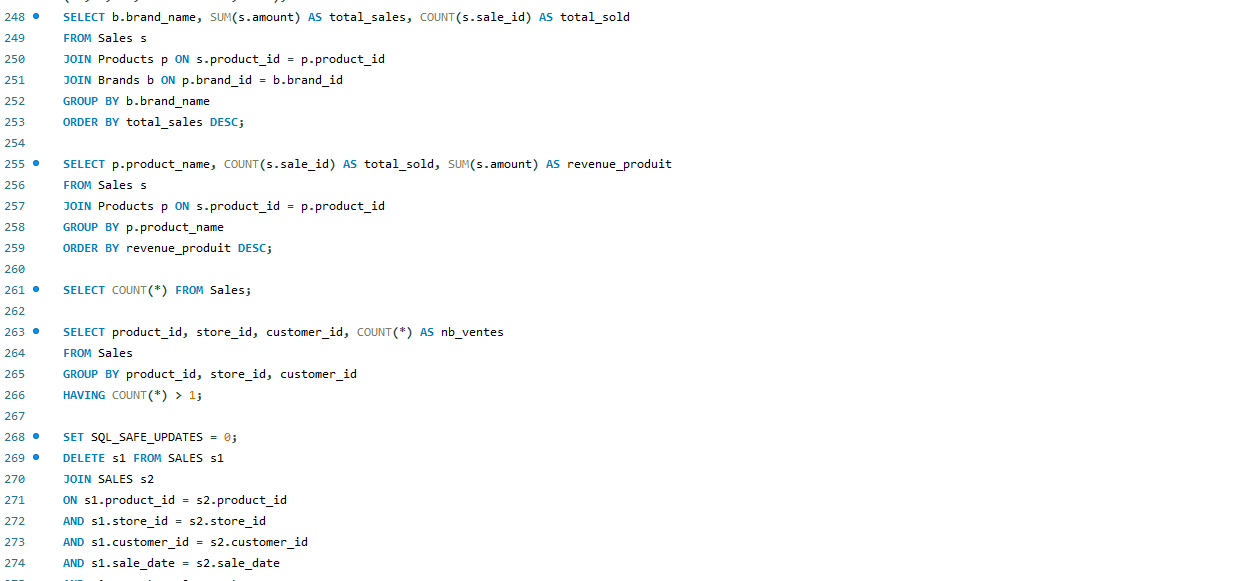 248 SELECT b.brand_name, SUM(s.amount) AS total_sales, COUNT(s.sale_id) AS total_sold
249 FROM Sales s
250 JOIN Products p ON s.product_id = p.product_id
251 JOIN Brands b ON p.brand_id = b.brand_id
252 GROUP BY b.brand_name
253 ORDER BY total_sales DESC;
254
255 SELECT p.product_name, COUNT(s.sale_id) AS total_sold, SUM(s.amount) AS revenue_produit
256 FROM Sales s
257 JOIN Products p ON s.product_id = p.product_id
258 GROUP BY p.product_name
259 ORDER BY revenue_produit DESC;
260
261 SELECT COUNT(*) FROM Sales;
262
263 SELECT product_id, store_id, customer_id, COUNT(*) AS nb_ventes
264 FROM Sales
265 GROUP BY product_id, store_id, customer_id
266 HAVING COUNT(*) > 1;
267
268 SET SQL_SAFE_UPDATES = 0;
269 DELETE s1 FROM SALES s1
270 JOIN SALES s2
271 ON s1.product_id = s2.product_id
272 AND s1.store_id = s2.store_id
273 AND s1.customer_id = s2.customer_id
274 AND s1.sale_date = s2.sale_date